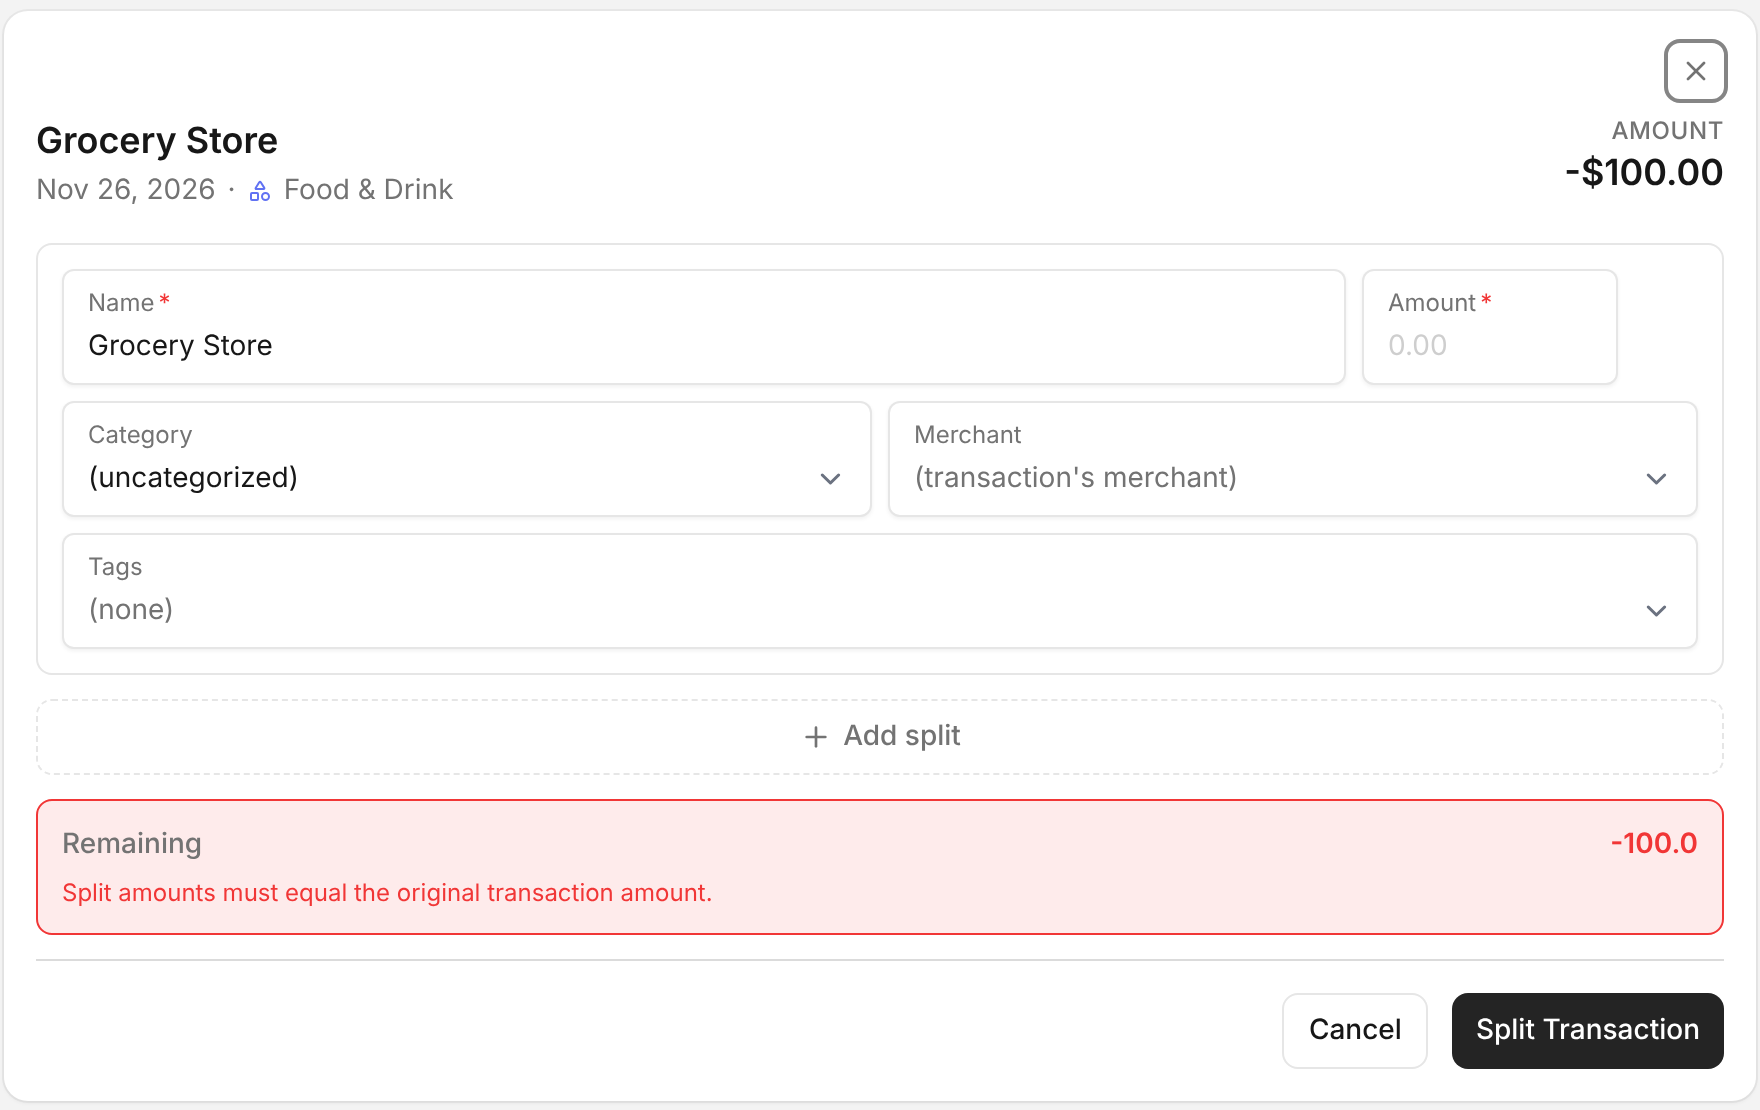 Grocery Store
Nov 26, 2026 · Food & Drink
AMOUNT
-$100.00
Name *
Grocery Store
Amount *
0.00
Category
(uncategorized)
Merchant
(transaction's merchant)
Tags
(none)
+ Add split
Remaining
-100.0
Split amounts must equal the original transaction amount.
Cancel
Split Transaction